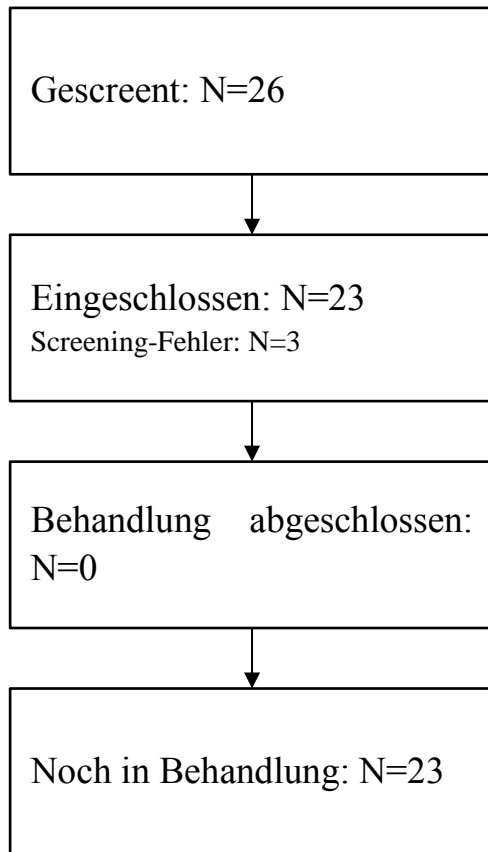 Gescreent: N=26
Eingeschlossen: N=23
Screening-Fehler: N=3
Behandlung abgeschlossen:
N=0
Noch in Behandlung: N=23